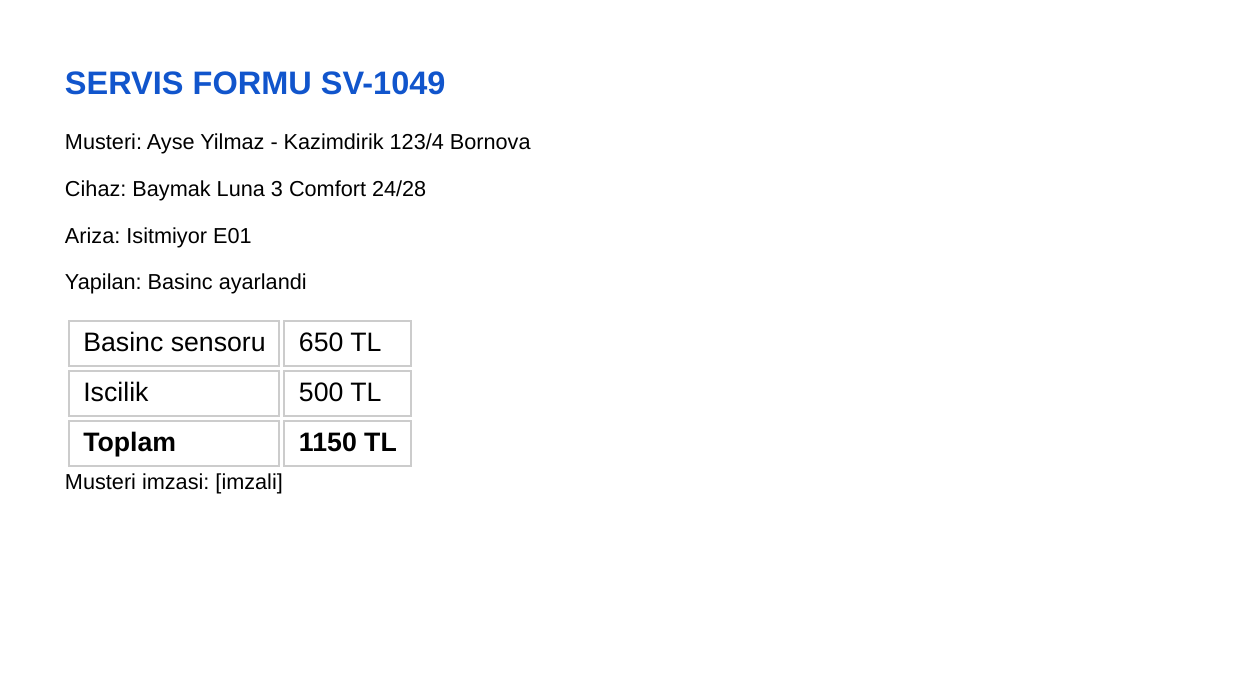 SERVIS FORMU SV-1049
Musteri: Ayse Yilmaz - Kazimdirik 123/4 Bornova
Cihaz: Baymak Luna 3 Comfort 24/28
Ariza: Isitmiyor E01
Yapilan: Basinc ayarlandi
Basinc sensoru 650 TL
Iscilik 500 TL
Toplam 1150 TL
Musteri imzasi: [imzali]